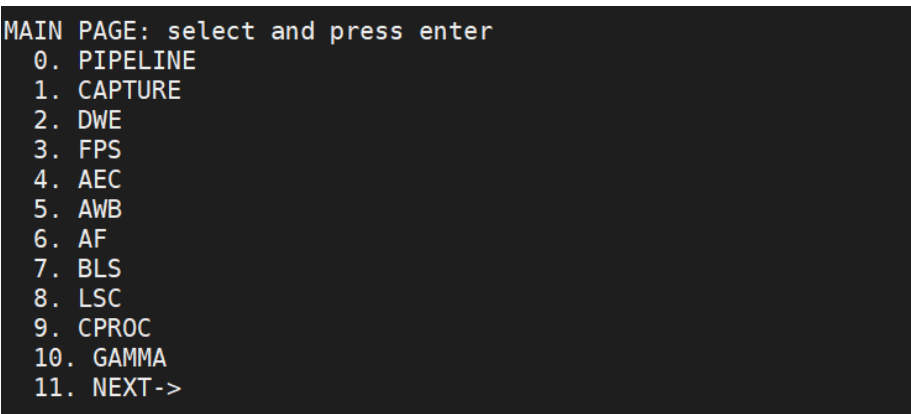 MAIN PAGE: select and press enter
0. PIPELINE
1. CAPTURE
2. DWE
3. FPS
4. AEC
5. AWB
6. AF
7. BLS
8. LSC
9. CPROC
10. GAMMA
11. NEXT->